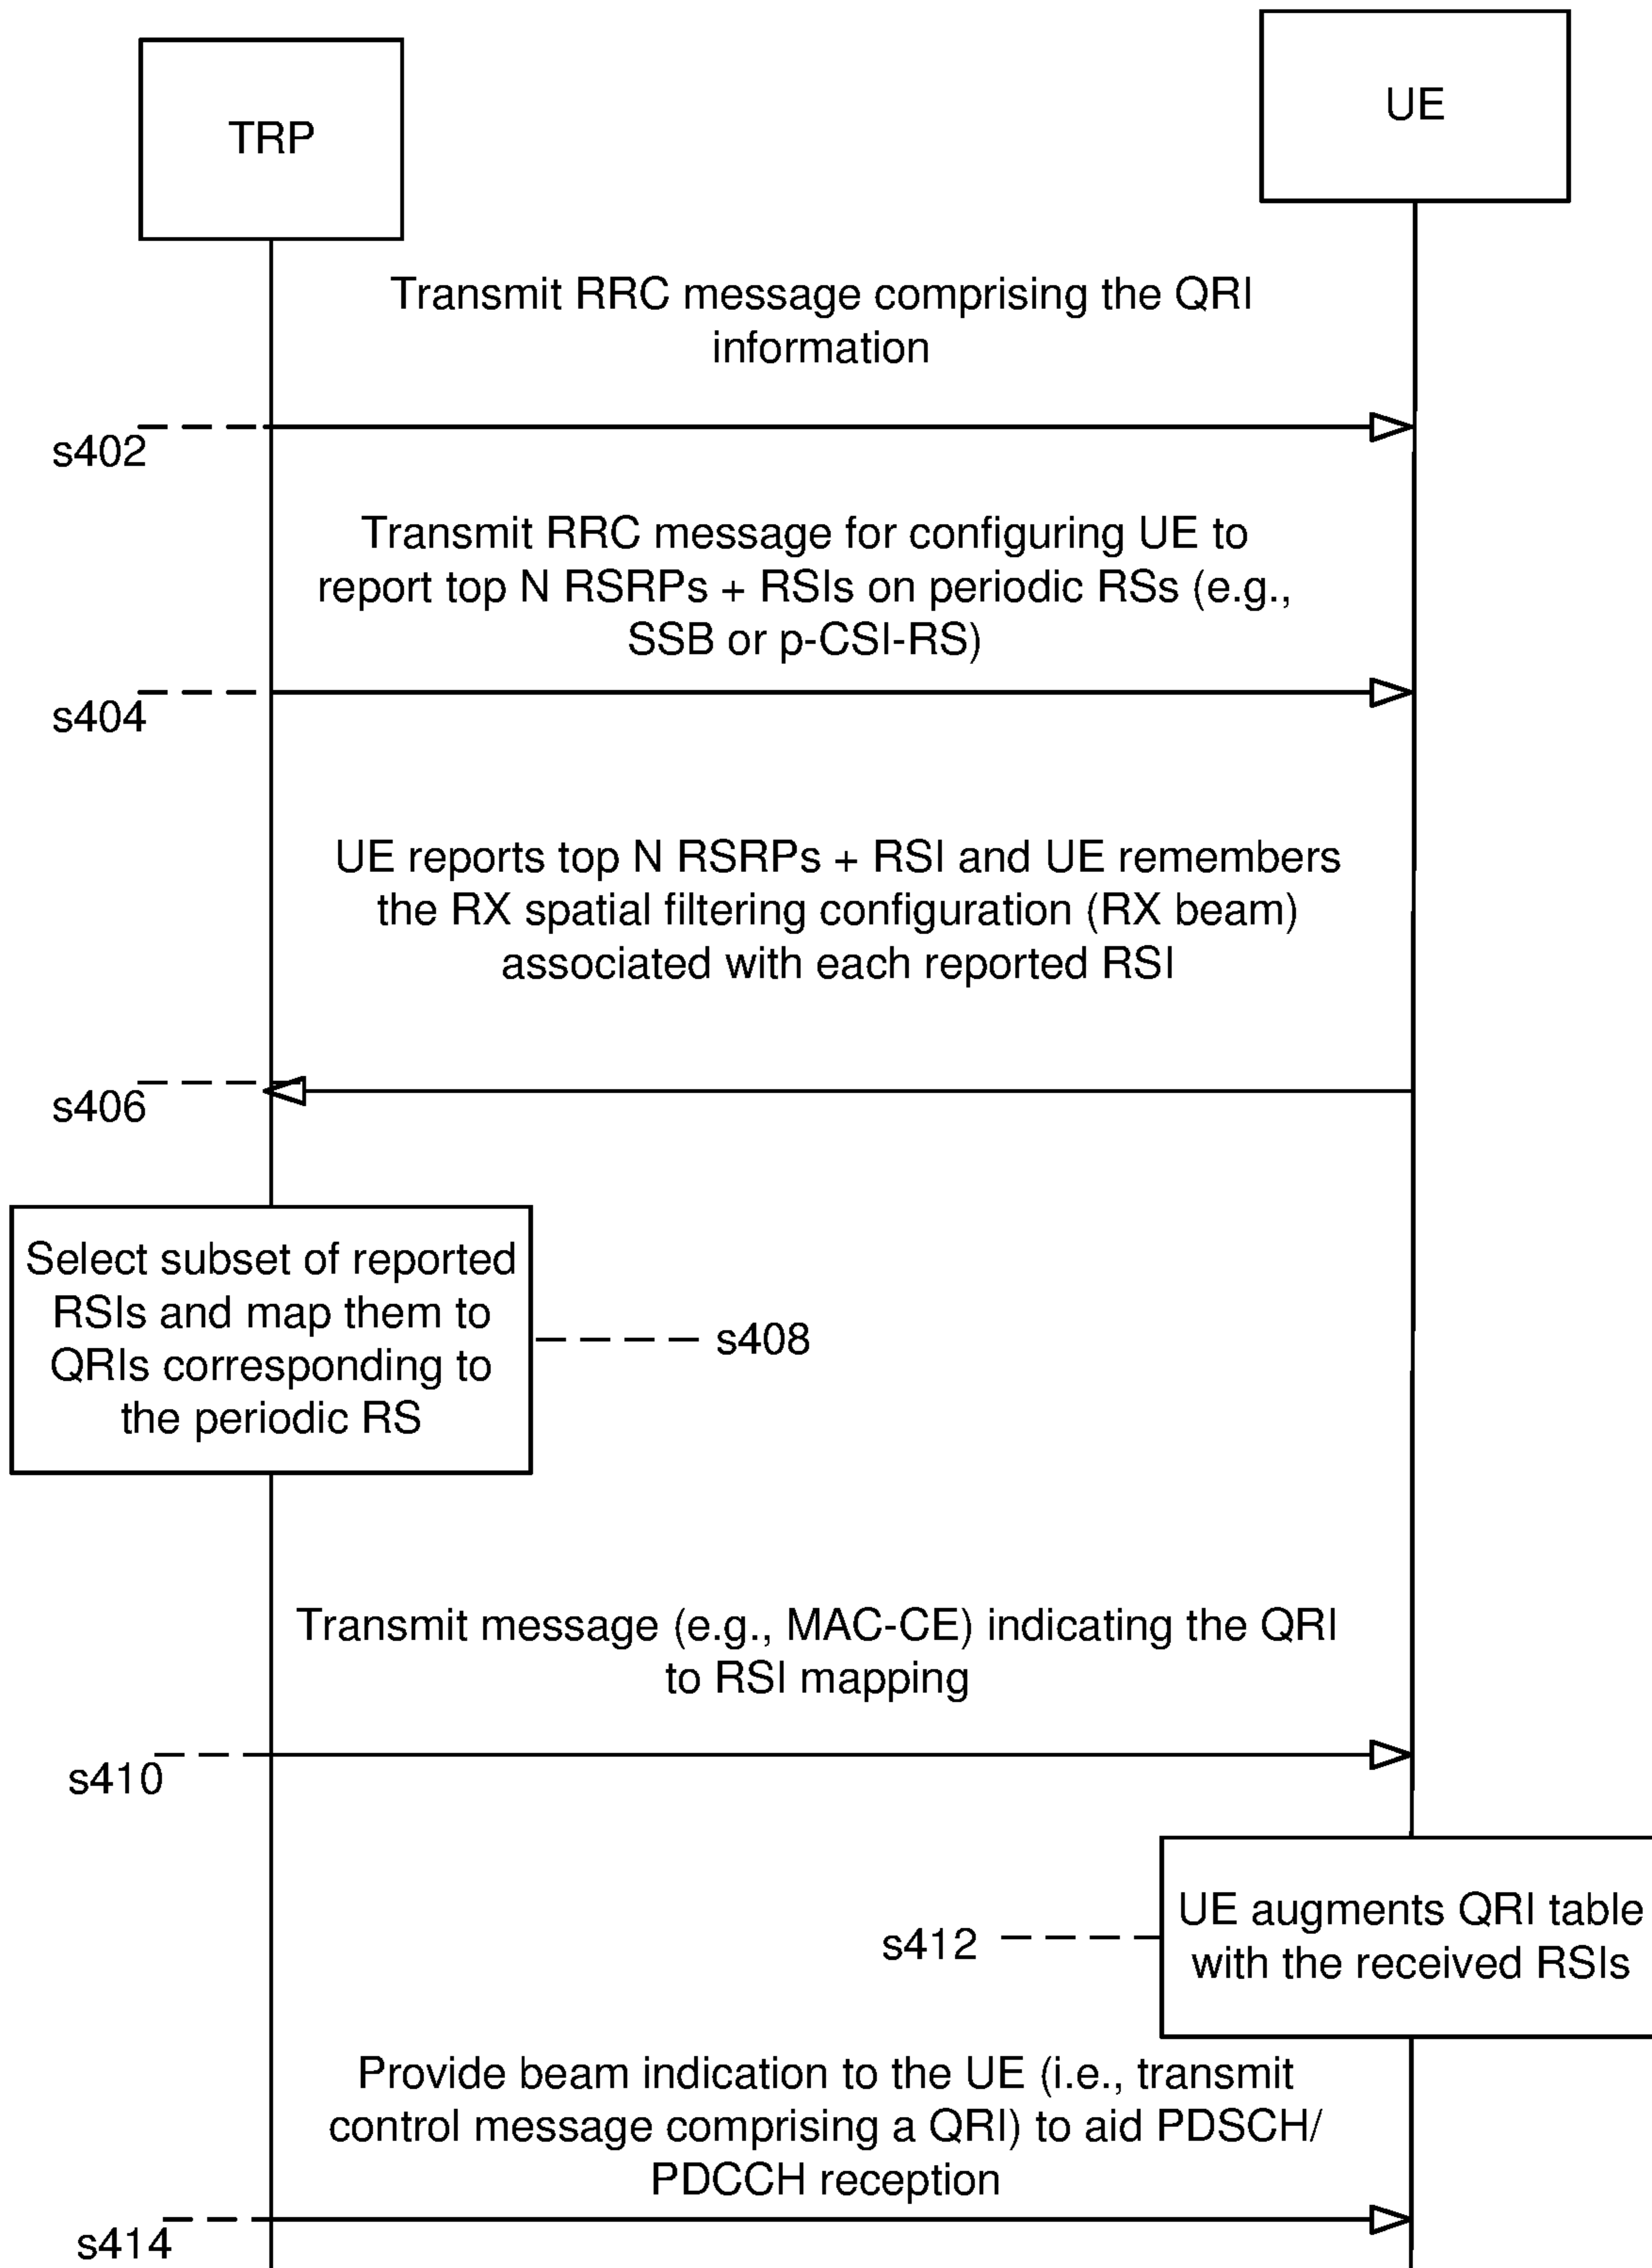 TRP
UE
Transmit RRC message comprising the QRI
information
s402
Transmit RRC message for configuring UE to
report top N RSRPs + RSIs on periodic RSs (e.g.,
SSB or p-CSI-RS)
s404
UE reports top N RSRPs + RSI and UE remembers
the RX spatial filtering configuration (RX beam)
associated with each reported RSI
s406
Select subset of reported
RSIs and map them to
QRIs corresponding to
the periodic RS
s408
Transmit message (e.g., MAC-CE) indicating the QRI
to RSI mapping
s410
UE augments QRI table
with the received RSIs
s412
Provide beam indication to the UE (i.e., transmit
control message comprising a QRI) to aid PDSCH/
PDCCH reception
s414